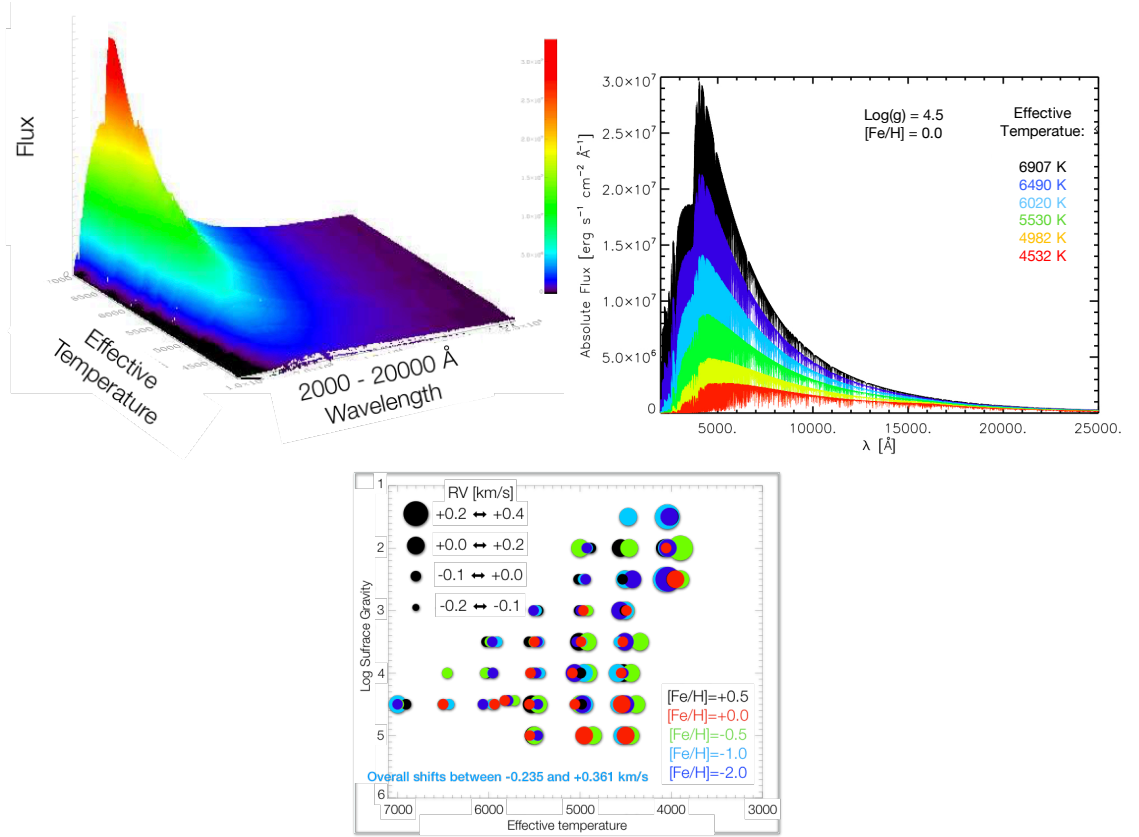 Flux
Effective
Temperature
2000 - 20000 Å
Wavelength
3.0×10⁷
2.5×10⁷
2.0×10⁷
1.5×10⁷
1.0×10⁷
5.0×10⁶
0
Absolute Flux [erg s⁻¹ cm⁻² Å⁻¹]
Log(g) = 4.5
[Fe/H] = 0.0
Effective
Temperatue:
6907 K
6490 K
6020 K
5530 K
4982 K
4532 K
5000. 10000. 15000. 20000. 25000.
λ [Å]
1
2
3
4
5
6
Log Sufrace Gravity
RV [km/s]
+0.2 ↔ +0.4
+0.0 ↔ +0.2
-0.1 ↔ +0.0
-0.2 ↔ -0.1
[Fe/H]=+0.5
[Fe/H]=+0.0
[Fe/H]=-0.5
[Fe/H]=-1.0
[Fe/H]=-2.0
Overall shifts between -0.235 and +0.361 km/s
7000 6000 5000 4000 3000
Effective temperature